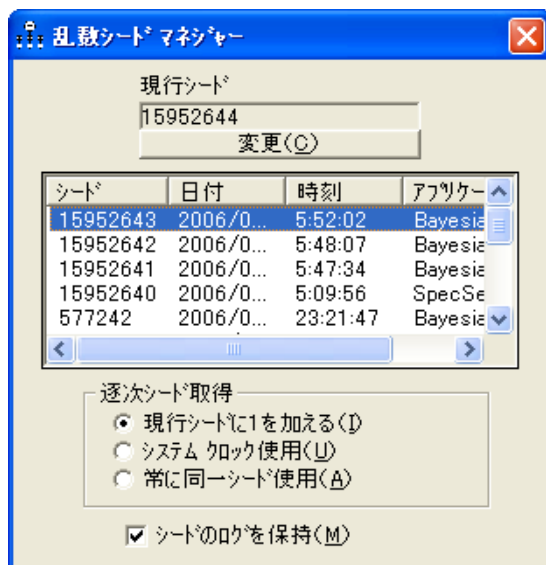 乱数シード マネジャー
現行シード
15952644
変更(C)
シード 日付 時刻 アプリケー
15952643 2006/0... 5:52:02 Bayesia
15952642 2006/0... 5:48:07 Bayesia
15952641 2006/0... 5:47:34 Bayesia
15952640 2006/0... 5:09:56 SpecSe
577242 2006/0... 23:21:47 Bayesia
逐次シード取得
現行シードに1を加える(I)
システム クロック使用(U)
常に同一シード使用(A)
シードのログを保持(M)